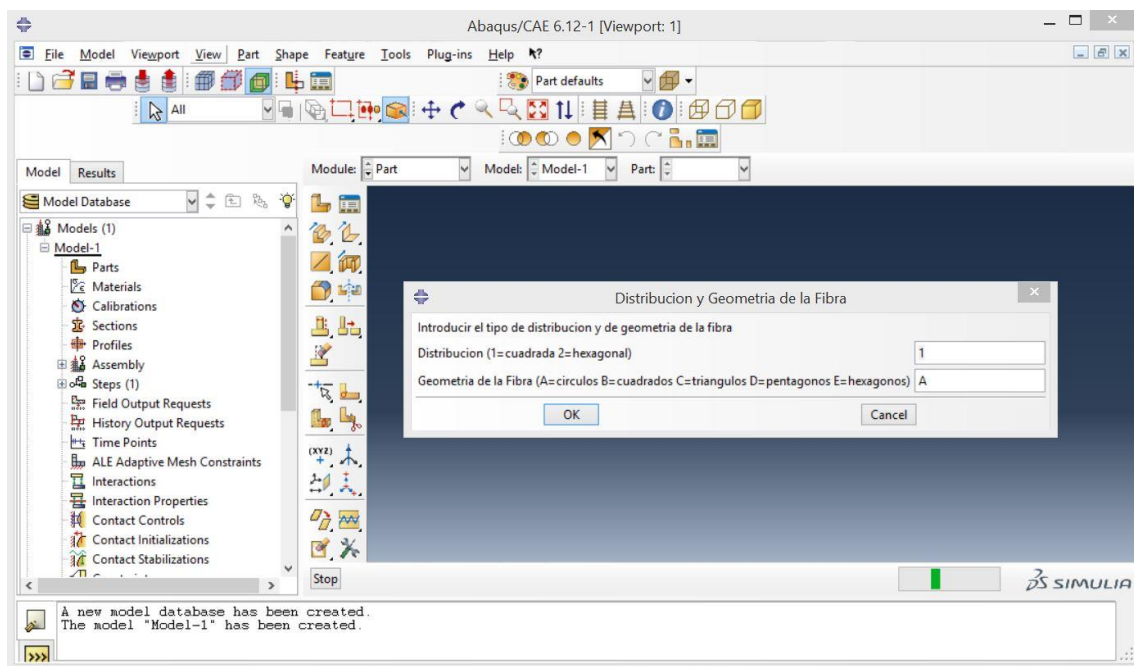 Abaqus/CAE 6.12-1 [Viewport: 1]
File Model Viewport View Part Shape Feature Tools Plug-ins Help
Part defaults
All
Model Results
Module: Part Model: Model-1 Part:
Model Database
Models (1)
Model-1
Parts
Materials
Calibrations
Sections
Profiles
Assembly
Steps (1)
Field Output Requests
History Output Requests
Time Points
ALE Adaptive Mesh Constraints
Interactions
Interaction Properties
Contact Controls
Contact Initializations
Contact Stabilizations
Distribucion y Geometria de la Fibra
Introducir el tipo de distribucion y de geometria de la fibra
Distribucion (1=cuadrada 2=hexagonal) 1
Geometria de la Fibra (A=circulos B=cuadrados C=triangulos D=pentagonos E=hexagonos) A
OK Cancel
(XYZ)
Stop
SIMULIA
A new model database has been created.
The model "Model-1" has been created.
>>>